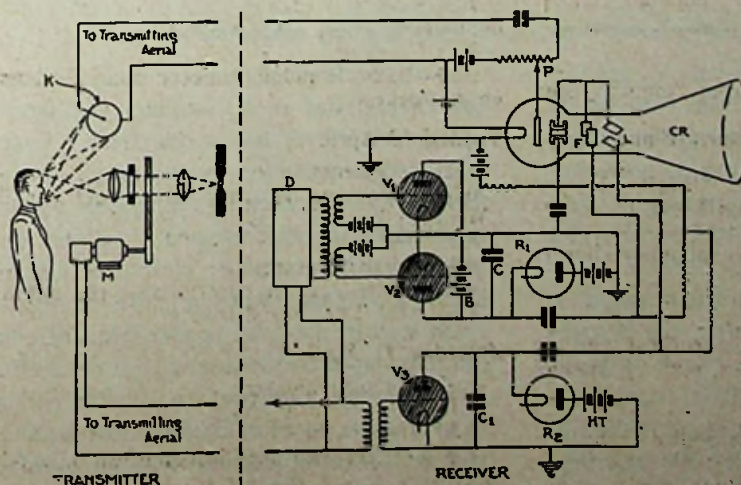 To Transmitting
Aerial
K
M
To Transmitting
Aerial
TRANSMITTER
P
F
CR
D
V1
V2
B
C
R1
V3
C1
R2
HT
RECEIVER